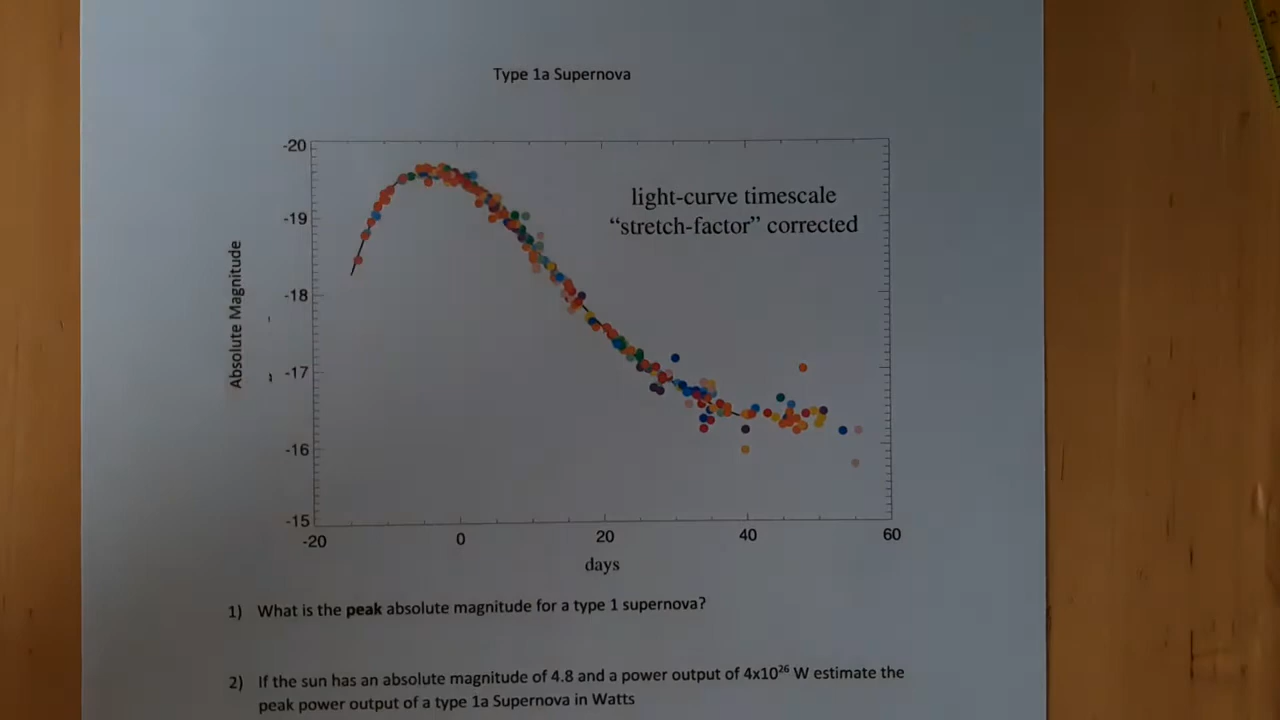 Type 1a Supernova
-20
light-curve timescale
-19
“stretch-factor” corrected
Absolute Magnitude
-18
-17
-16
-15
-20 0 20 40 60
days
1) What is the peak absolute magnitude for a type 1 supernova?
2) If the sun has an absolute magnitude of 4.8 and a power output of 4x10²⁶ W estimate the
peak power output of a type 1a Supernova in Watts